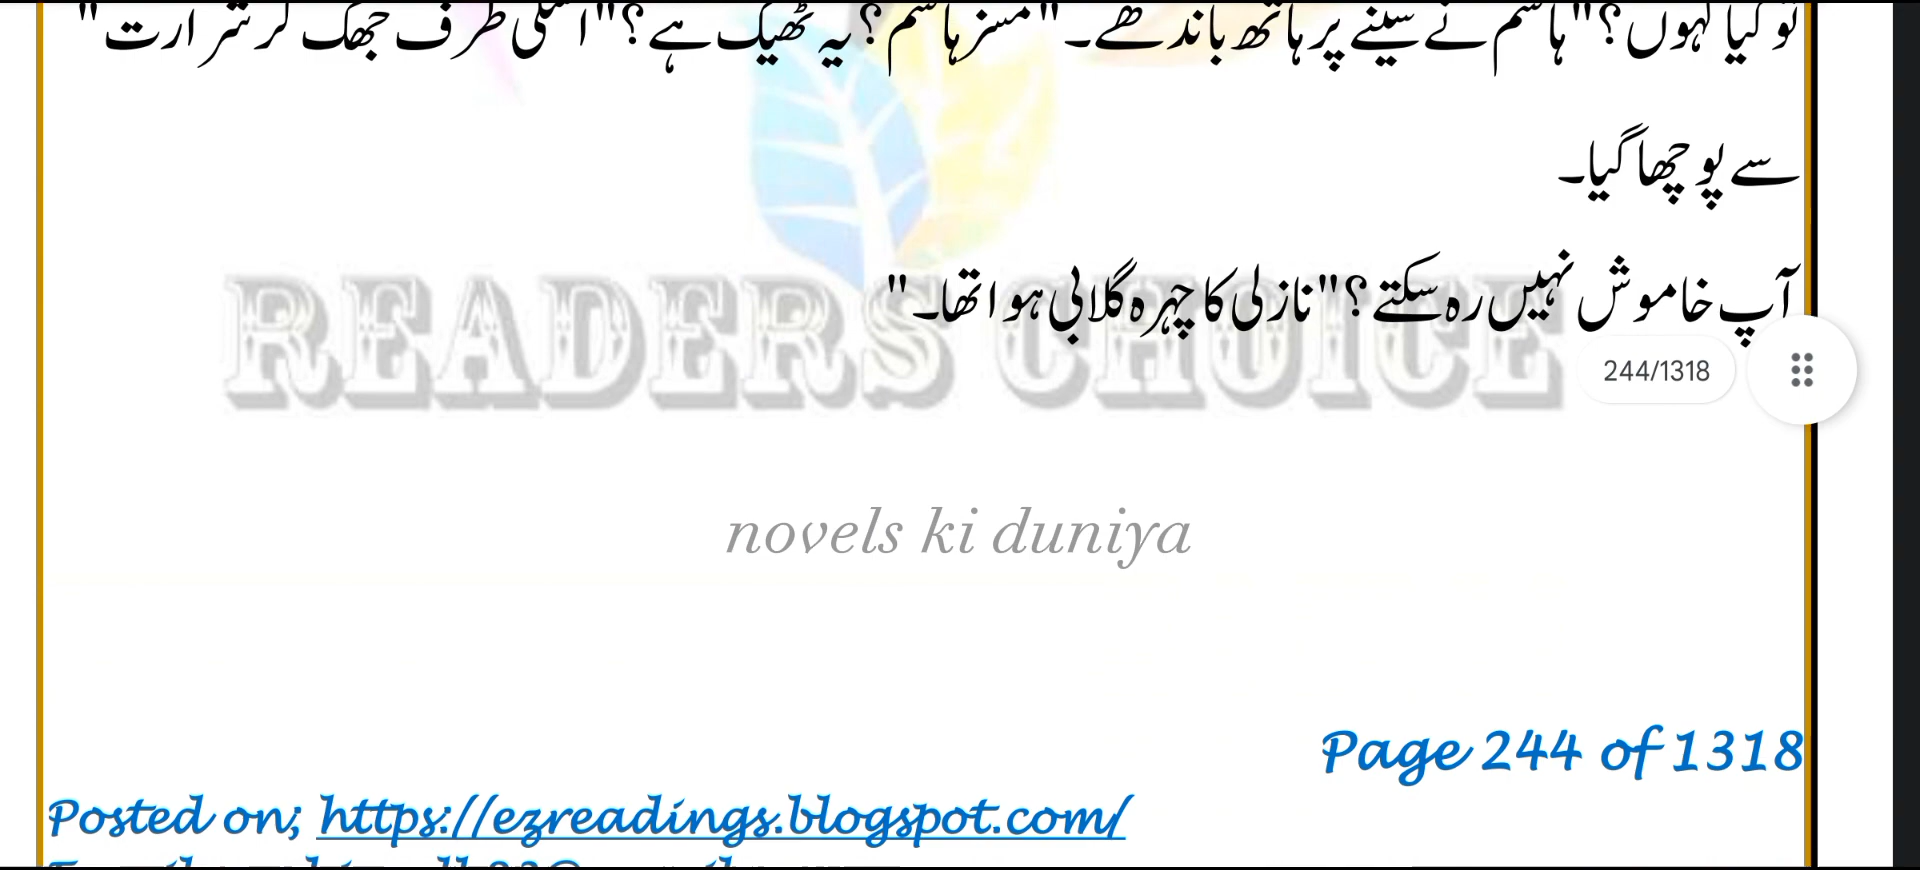 تو کیا کہوں؟"ہاشم نے سینے پر ہاتھ باندھے۔"مسز ہاشم؟ یہ ٹھیک ہے؟"اسکی طرف جھک کر شرارت"
سے پوچھا گیا۔
آپ خاموش نہیں رہ سکتے؟"نازلی کا چہرہ گلابی ہوا تھا۔"
READERS CHOICE
244/1318
novels ki duniya
Page 244 of 1318
Posted on; https://ezreadings.blogspot.com/